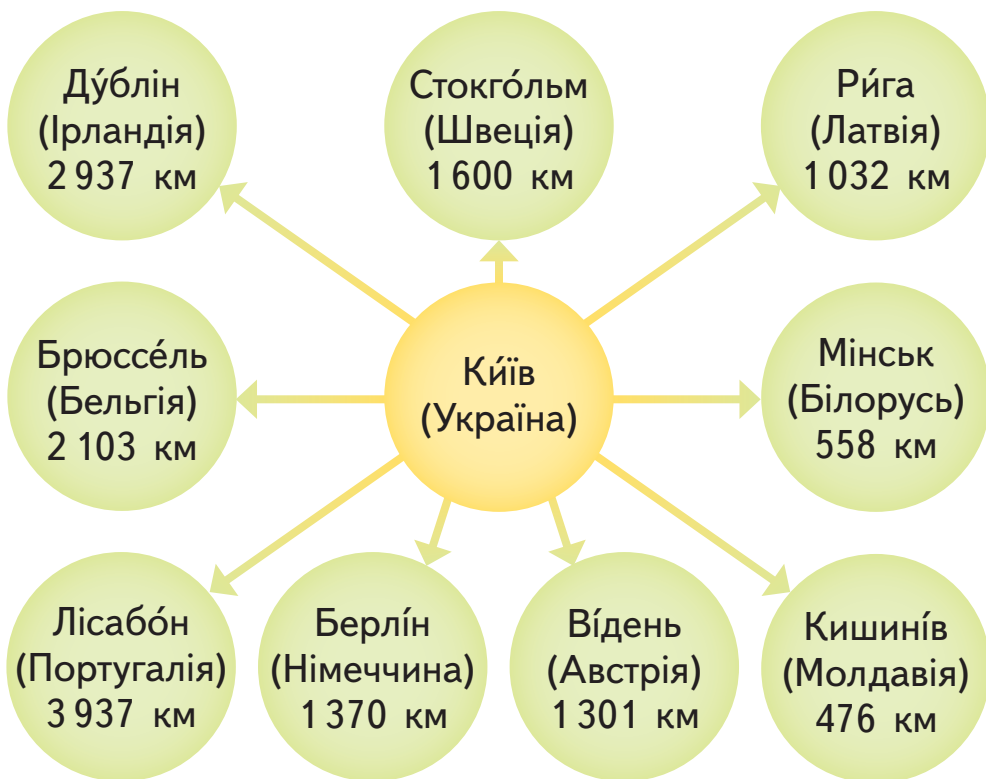 Ду́блін
(Ірландія)
2 937 км
Стокго́льм
(Швеція)
1 600 км
Ри́га
(Латвія)
1 032 км
Брюссе́ль
(Бельгія)
2 103 км
Ки́їв
(Україна)
Мінськ
(Білорусь)
558 км
Лісабо́н
(Португалія)
3 937 км
Берлі́н
(Німеччина)
1 370 км
Ві́день
(Австрія)
1 301 км
Кишині́в
(Молдавія)
476 км